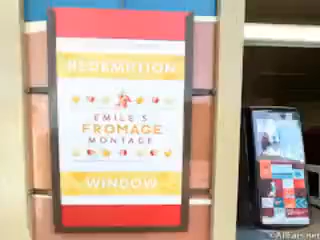 REDEMPTION
EMILE'S
FROMAGE
MONTAGE
WINDOW
©AllEars.net